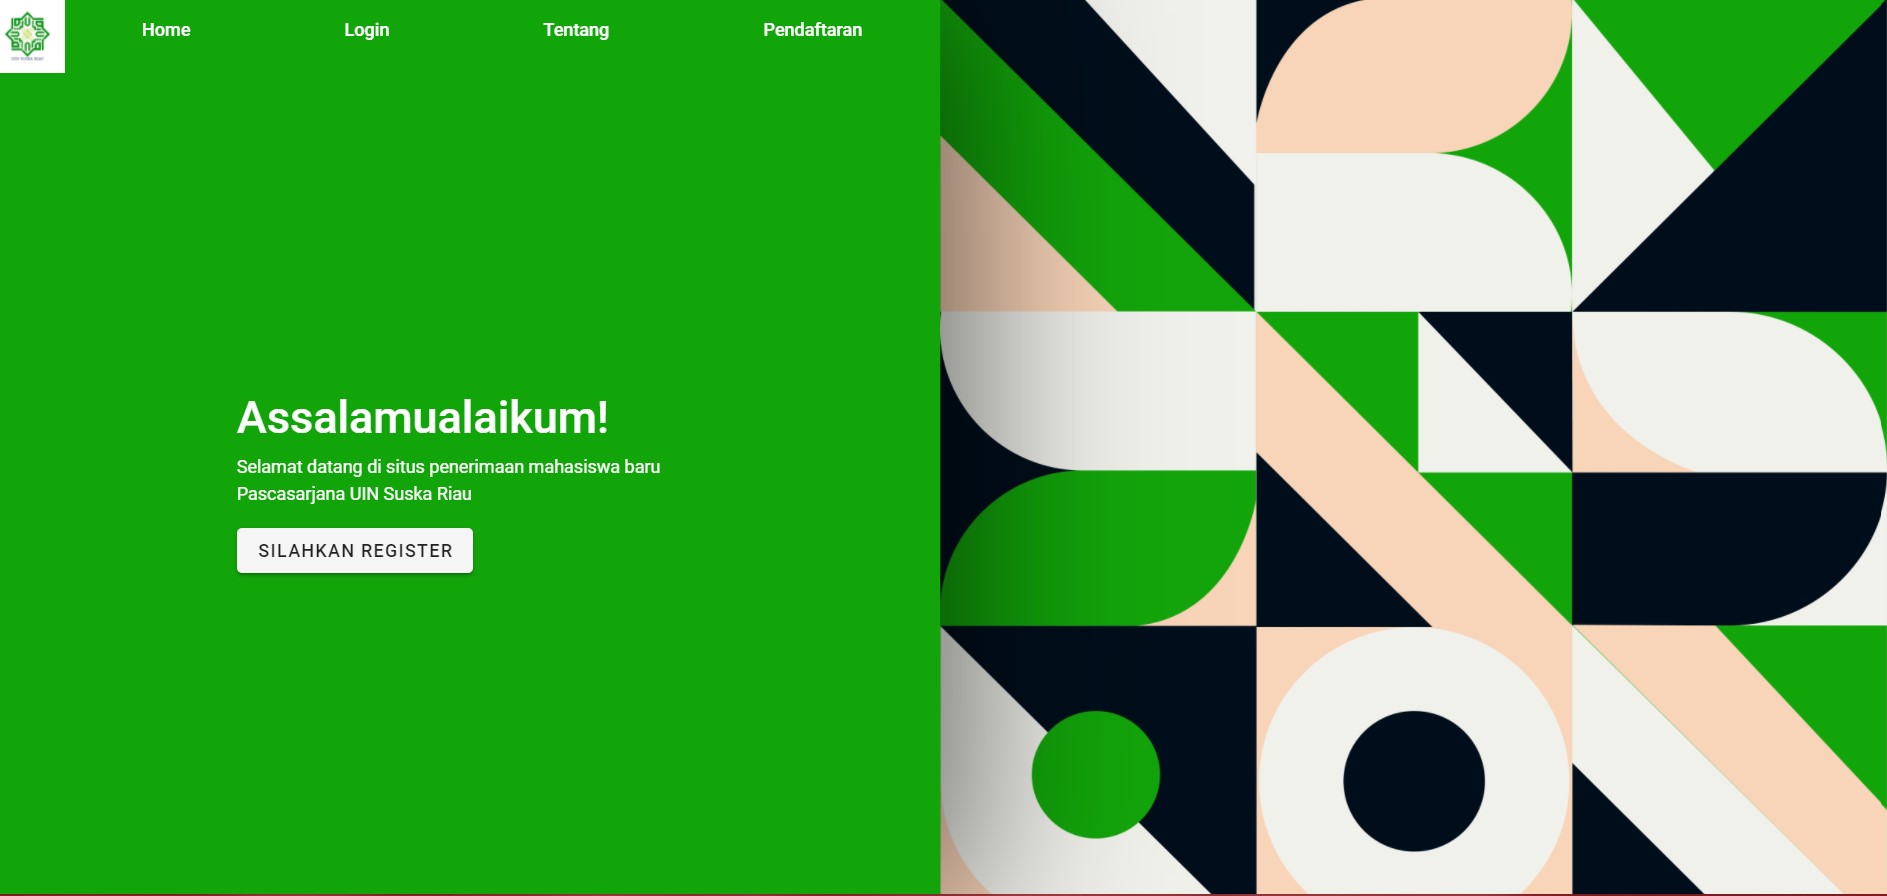 Home
Login
Tentang
Pendaftaran
Assalamualaikum!
Selamat datang di situs penerimaan mahasiswa baru
Pascasarjana UIN Suska Riau
SILAHKAN REGISTER